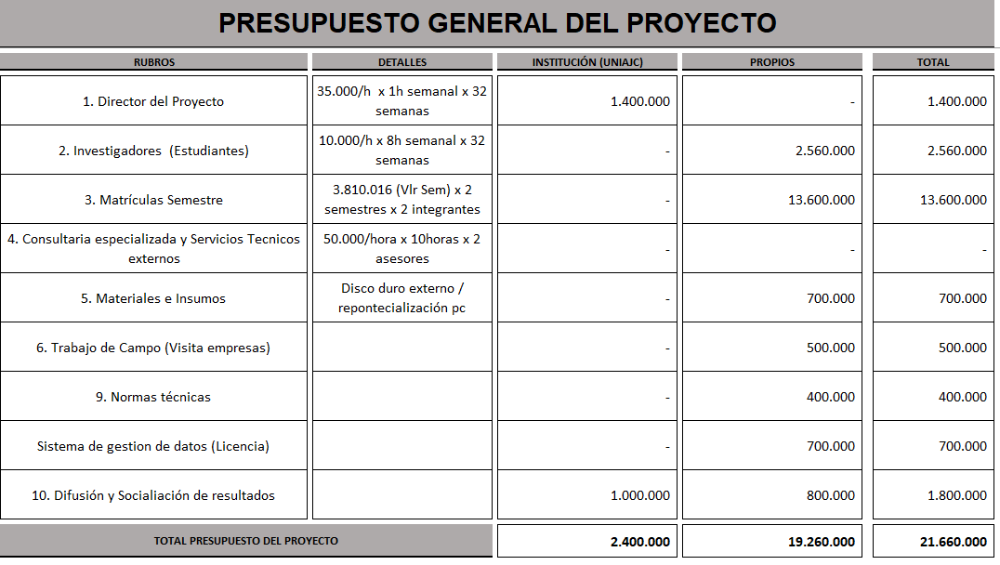 PRESUPUESTO GENERAL DEL PROYECTO
RUBROS DETALLES INSTITUCIÓN (UNIAJC) PROPIOS TOTAL
1. Director del Proyecto 35.000/h x 1h semanal x 32 semanas 1.400.000 - 1.400.000
2. Investigadores (Estudiantes) 10.000/h x 8h semanal x 32 semanas - 2.560.000 2.560.000
3. Matrículas Semestre 3.810.016 (Vlr Sem) x 2 semestres x 2 integrantes - 13.600.000 13.600.000
4. Consultaria especializada y Servicios Tecnicos externos 50.000/hora x 10horas x 2 asesores - - -
5. Materiales e Insumos Disco duro externo / repontecialización pc - 700.000 700.000
6. Trabajo de Campo (Visita empresas) - 500.000 500.000
9. Normas técnicas - 400.000 400.000
Sistema de gestion de datos (Licencia) - 700.000 700.000
10. Difusión y Socialiación de resultados 1.000.000 800.000 1.800.000
TOTAL PRESUPUESTO DEL PROYECTO 2.400.000 19.260.000 21.660.000